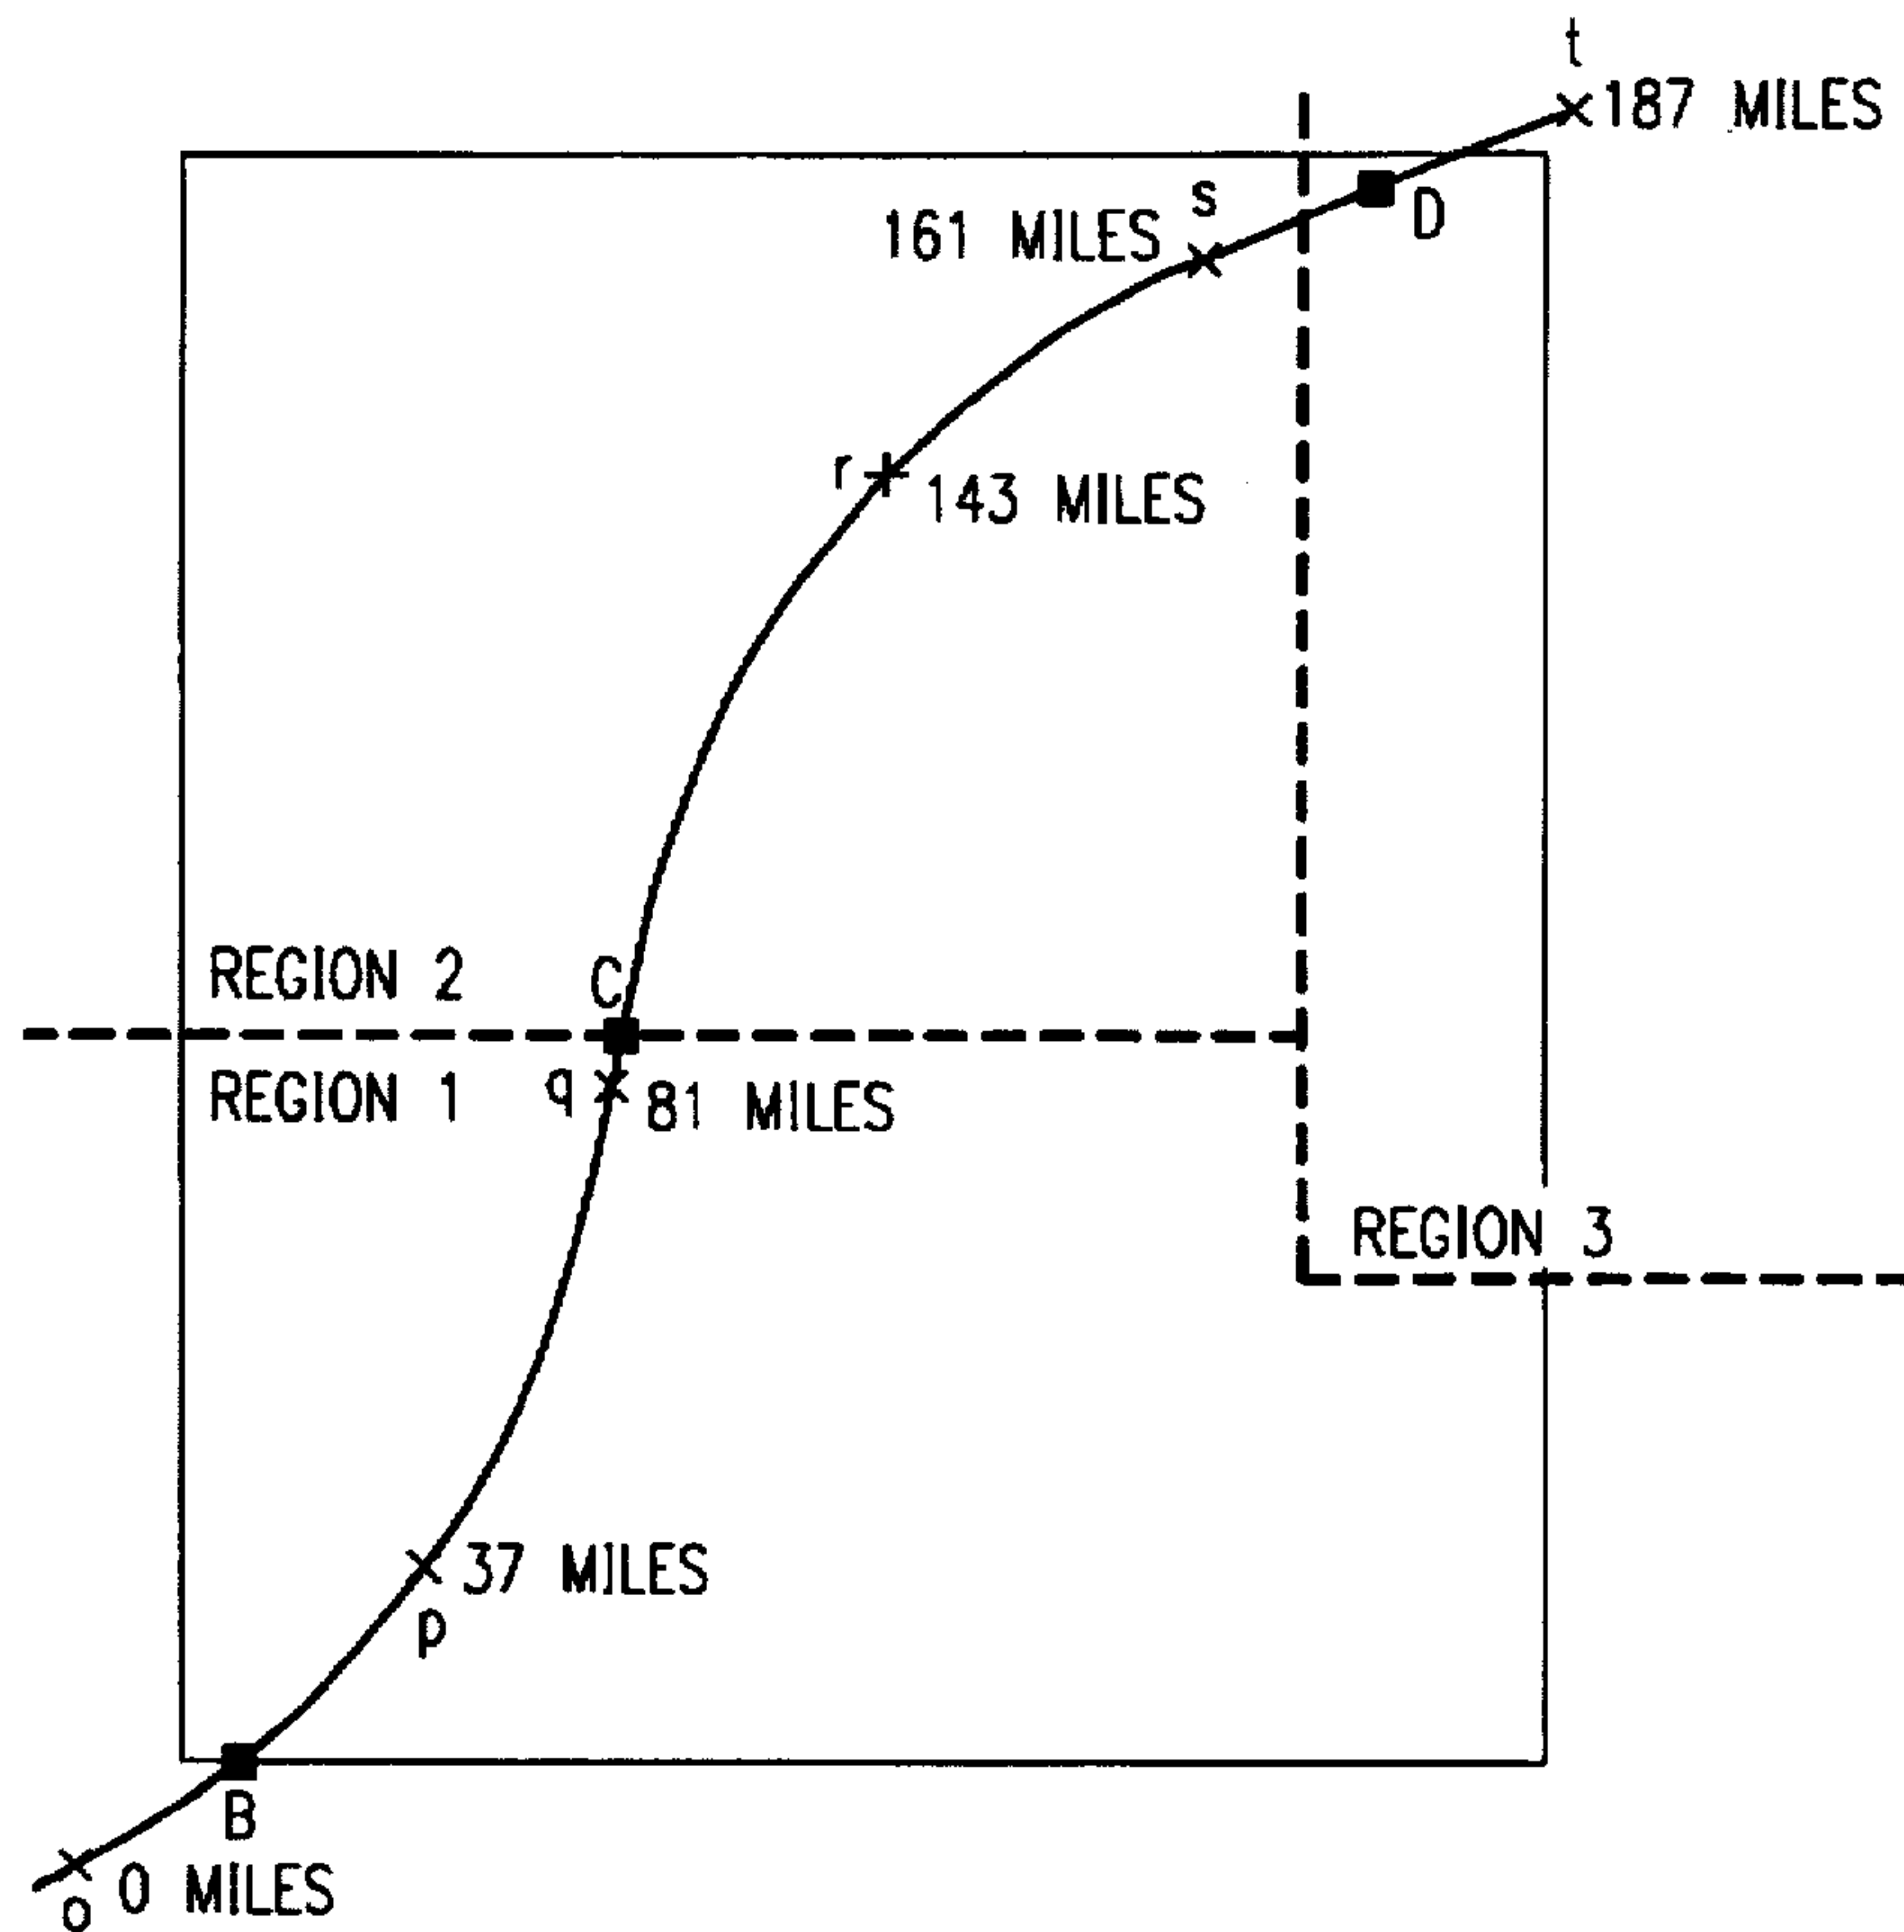 t
187 MILES
s
161 MILES
D
r
143 MILES
REGION 2
C
REGION 1
q
81 MILES
REGION 3
37 MILES
p
B
0 MILES
o